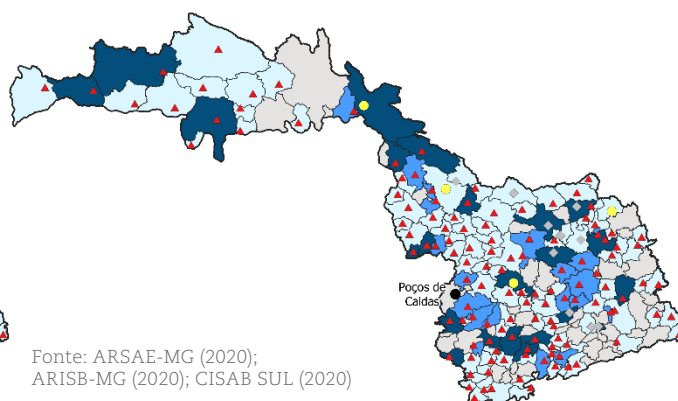 Poços de
Caldas
Fonte: ARSAE-MG (2020);
ARISB-MG (2020); CISAB SUL (2020)